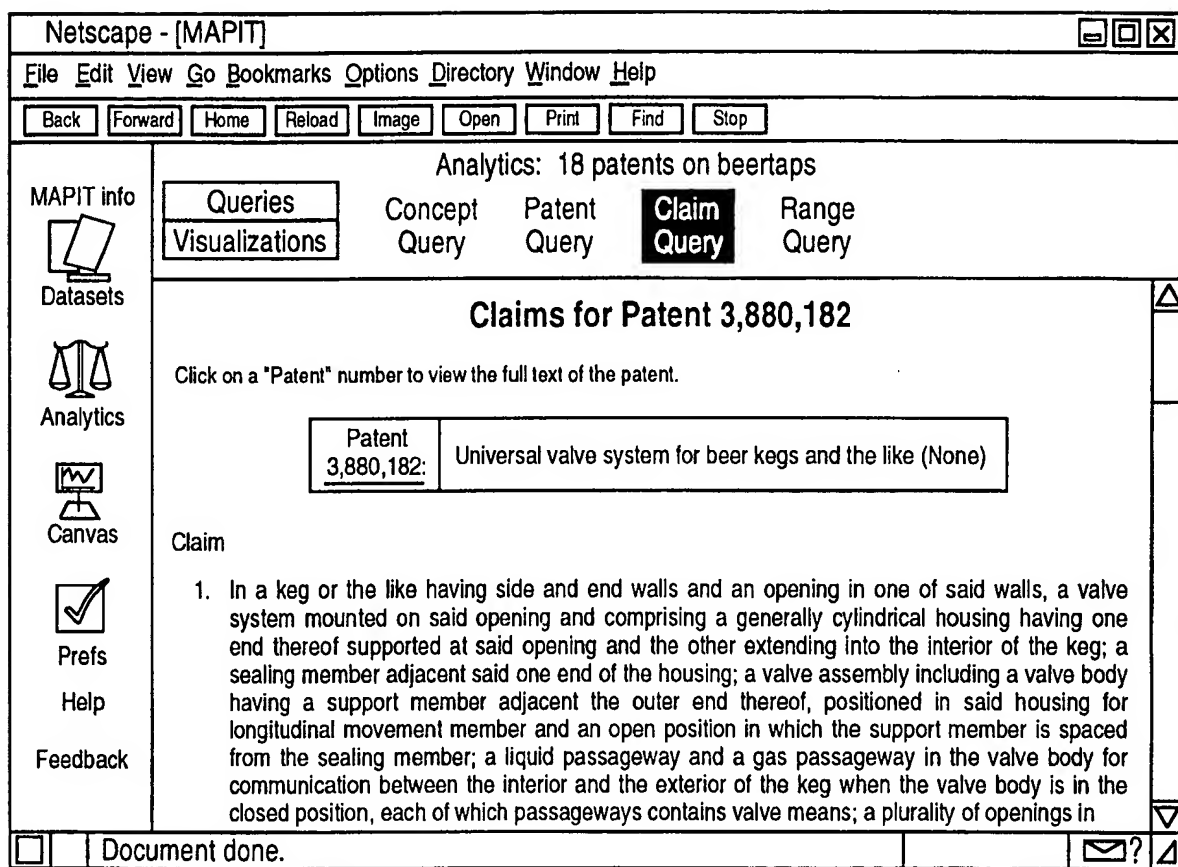 Netscape - [MAPIT]
File Edit View Go Bookmarks Options Directory Window Help
Back Forward Home Reload Image Open Print Find Stop
MAPIT info
Datasets
Analytics
Canvas
Prefs
Help
Feedback
Analytics: 18 patents on beertaps
Queries
Visualizations
Concept
Query
Patent
Query
Claim
Query
Range
Query
Claims for Patent 3,880,182
Click on a "Patent" number to view the full text of the patent.
Patent
3,880,182:
Universal valve system for beer kegs and the like (None)
Claim
1. In a keg or the like having side and end walls and an opening in one of said walls, a valve
system mounted on said opening and comprising a generally cylindrical housing having one
end thereof supported at said opening and the other extending into the interior of the keg; a
sealing member adjacent said one end of the housing; a valve assembly including a valve body
having a support member adjacent the outer end thereof, positioned in said housing for
longitudinal movement member and an open position in which the support member is spaced
from the sealing member; a liquid passageway and a gas passageway in the valve body for
communication between the interior and the exterior of the keg when the valve body is in the
closed position, each of which passageways contains valve means; a plurality of openings in
Document done.
?